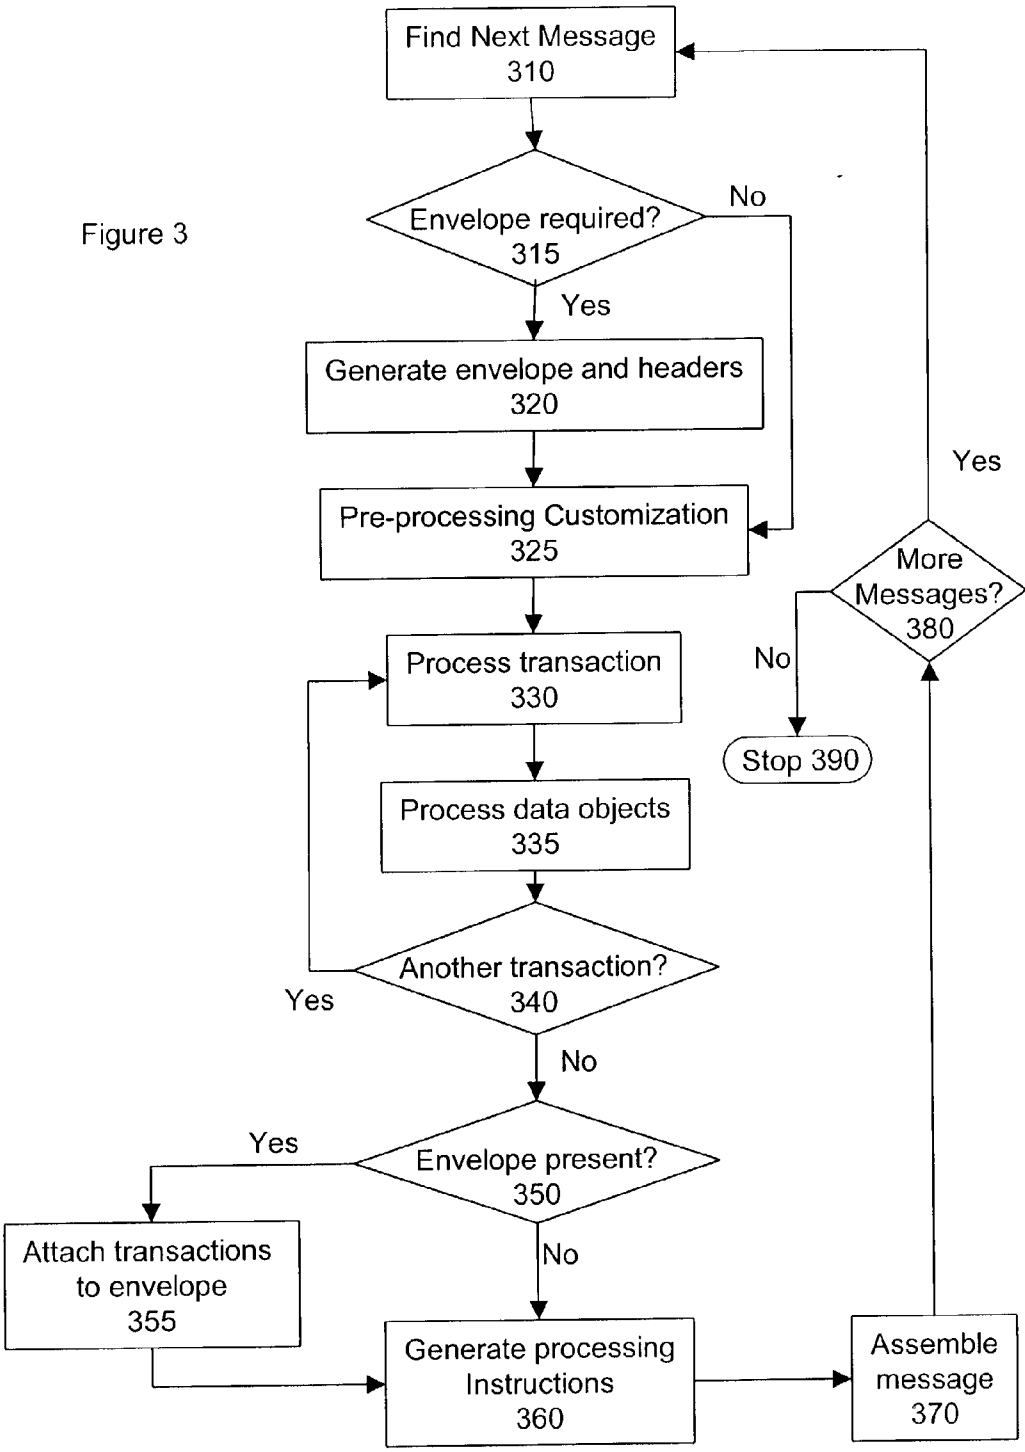 Find Next Message
310
No
Figure 3
Envelope required?
315
Yes
Generate envelope and headers
320
Yes
Pre-processing Customization
325
More
Messages?
380
No
Process transaction
330
Stop 390
Process data objects
335
Another transaction?
340
Yes
No
Yes
Envelope present?
350
Attach transactions
to envelope
355
No
Generate processing
Instructions
360
Assemble
message
370